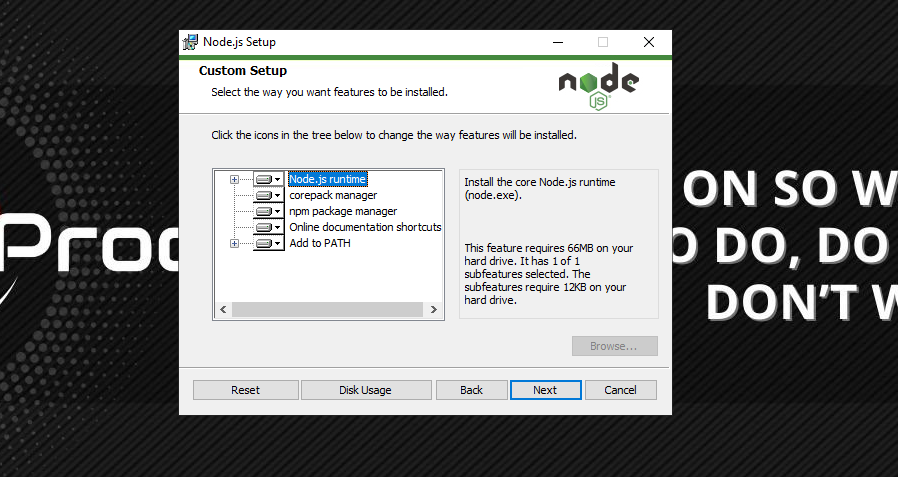 Node.js Setup
Custom Setup
Select the way you want features to be installed.
node
JS
Click the icons in the tree below to change the way features will be installed.
Node.js runtime
corepack manager
npm package manager
Online documentation shortcuts
Add to PATH
Install the core Node.js runtime
(node.exe).
This feature requires 66MB on your
hard drive. It has 1 of 1
subfeatures selected. The
subfeatures require 12KB on your
hard drive.
Browse...
Reset
Disk Usage
Back
Next
Cancel
ON SO
DO, DO
DON'T